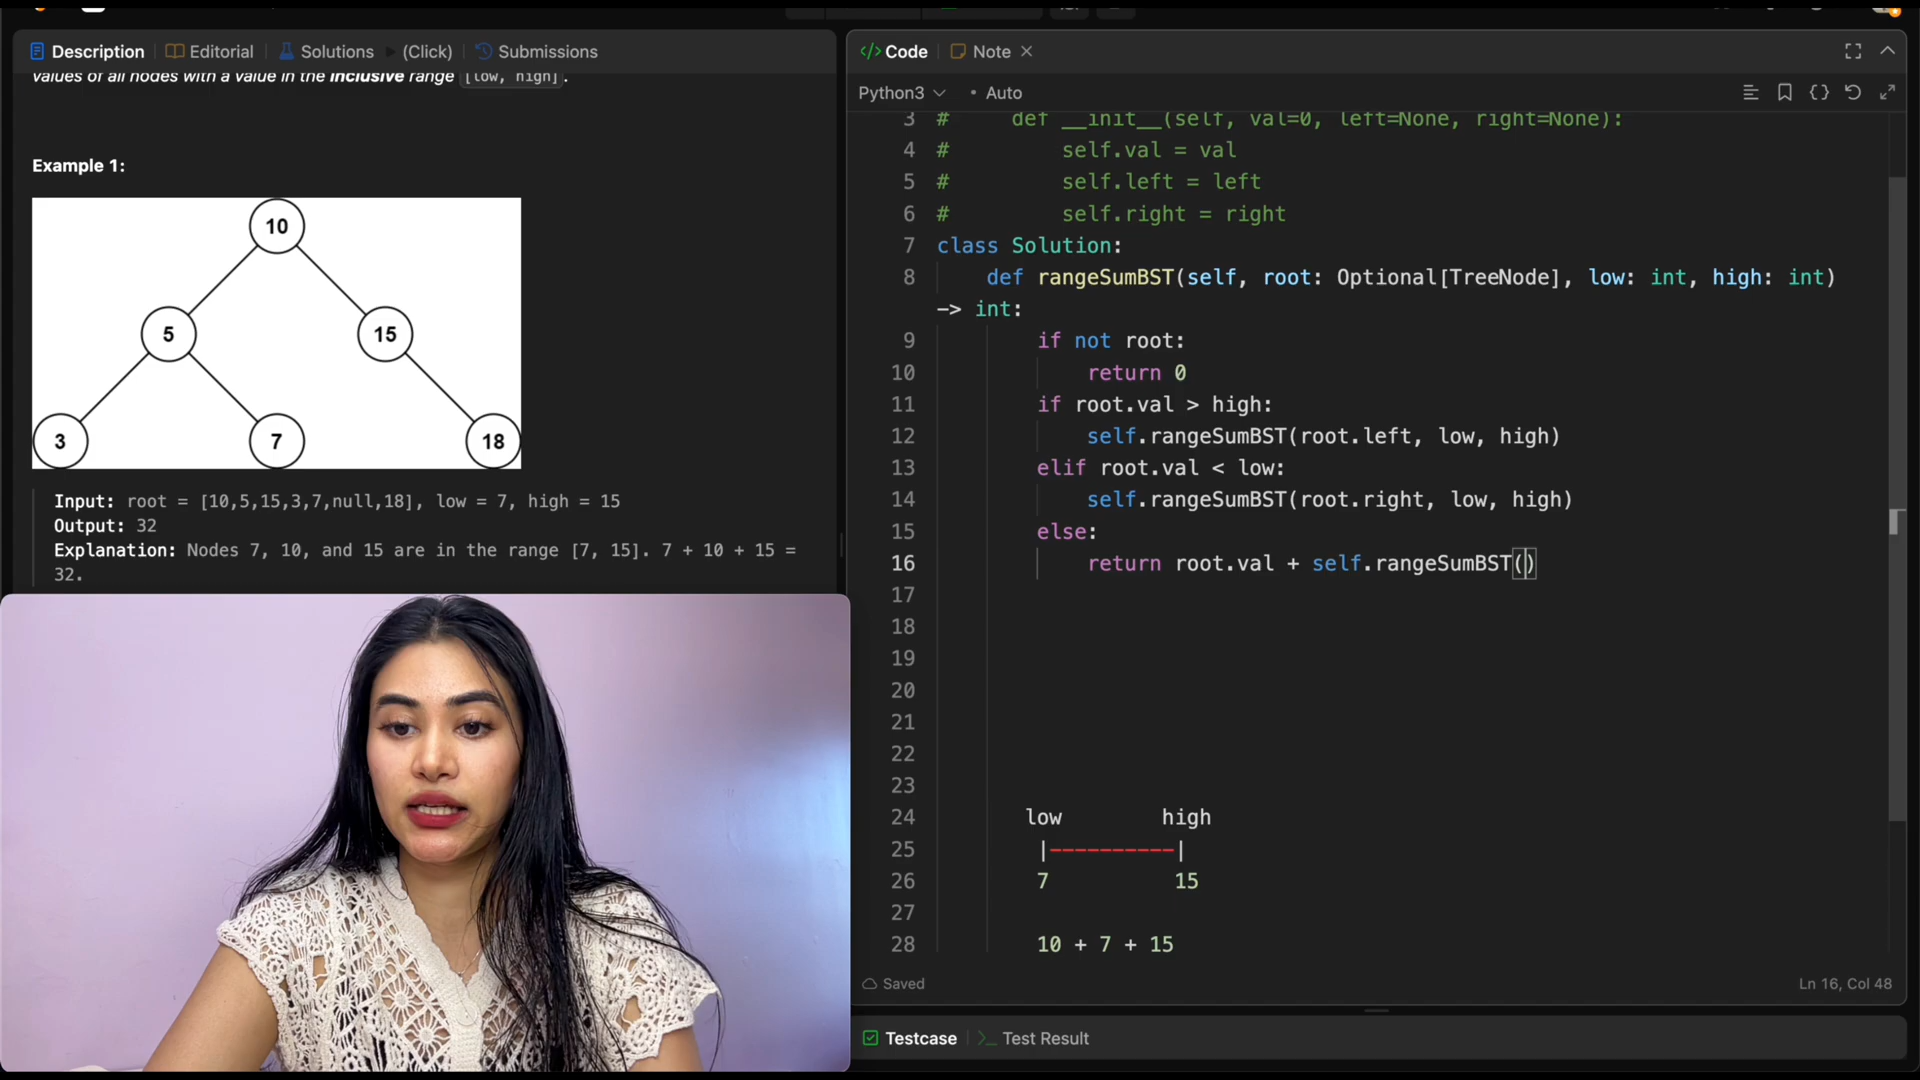 Description
Editorial
Solutions
(Click)
Submissions
values of all nodes with a value in the inclusive range [low, high].
Example 1:
10
5
15
3
7
18
Input: root = [10,5,15,3,7,null,18], low = 7, high = 15
Output: 32
Explanation: Nodes 7, 10, and 15 are in the range [7, 15]. 7 + 10 + 15 =
32.
</> Code
Note
Python3
• Auto
3 # def __init__(self, val=0, left=None, right=None):
4 # self.val = val
5 # self.left = left
6 # self.right = right
7 class Solution:
8 def rangeSumBST(self, root: Optional[TreeNode], low: int, high: int)
-> int:
9 if not root:
10 return 0
11 if root.val > high:
12 self.rangeSumBST(root.left, low, high)
13 elif root.val < low:
14 self.rangeSumBST(root.right, low, high)
15 else:
16 return root.val + self.rangeSumBST()
17
18
19
20
21
22
23
24 low high
25 |----------|
26 7 15
27
28 10 + 7 + 15
Saved
Ln 16, Col 48
Testcase
Test Result